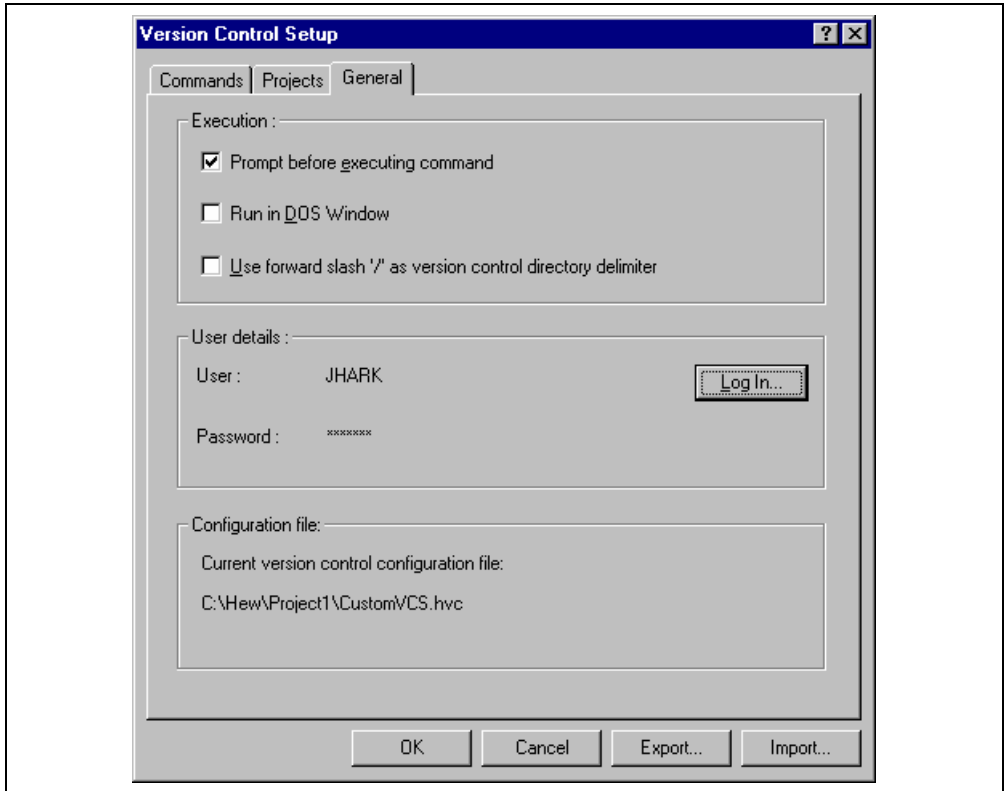 Version Control Setup
Commands Projects General
Execution :
Prompt before executing command
Run in DOS Window
Use forward slash '/' as version control directory delimiter
User details :
User : JHARK Log In...
Password : *******
Configuration file:
Current version control configuration file:
C:\Hew\Project1\CustomVCS.hvc
OK Cancel Export... Import...